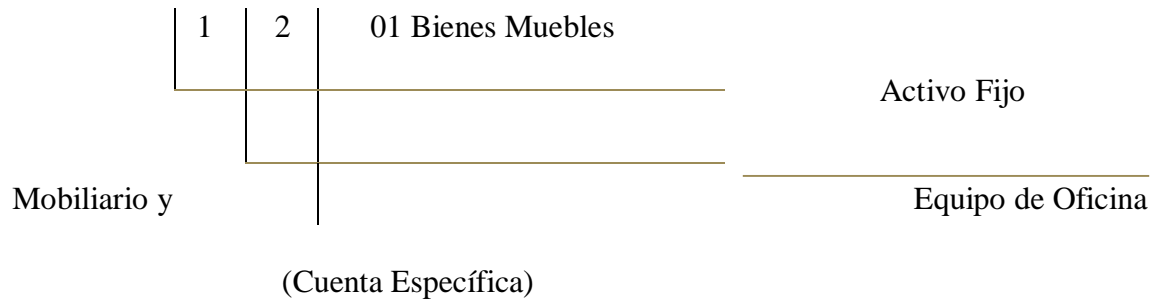 1 2 01 Bienes Muebles
Activo Fijo
Mobiliario y Equipo de Oficina
(Cuenta Específica)